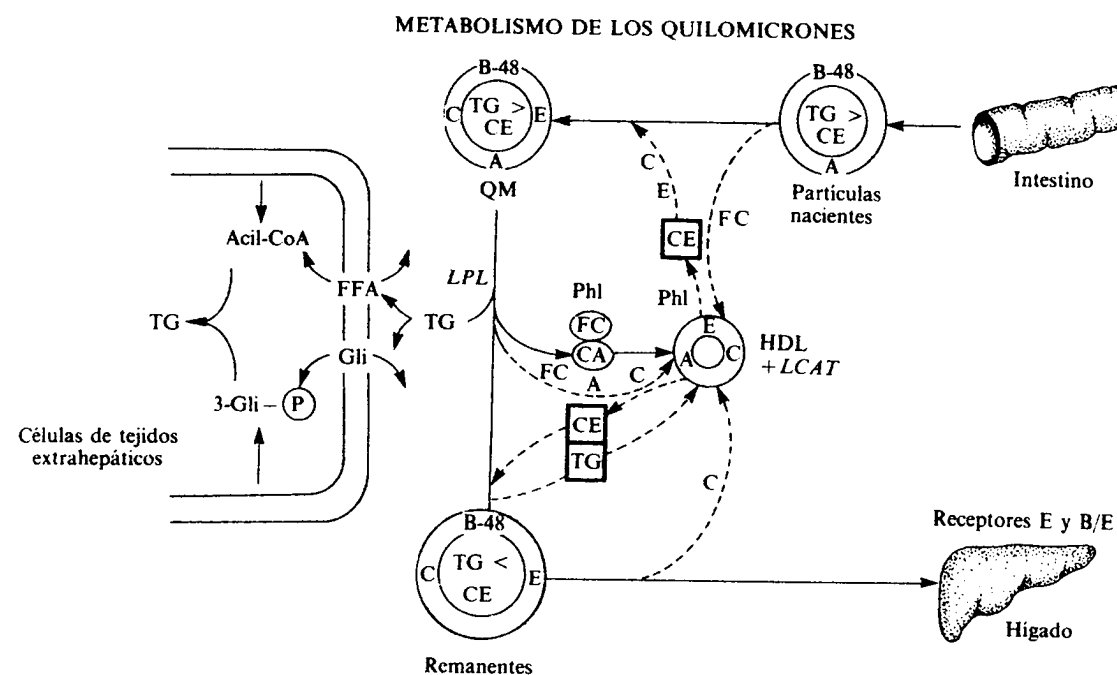 METABOLISMO DE LOS QUILOMICRONES
B-48
TG >
CE
C
E
A
QM
B-48
TG >
CE
A
Partículas
nacientes
Intestino
C
E
FC
CE
Phl
Acil-CoA
FFA
TG
Gli
3-Gli – P
Células de tejidos
extrahepáticos
LPL
TG
Phl
FC
CA
A
FC
C
E
A
C
HDL
+ LCAT
CE
TG
C
B-48
TG <
CE
C
E
Remanentes
Receptores E y B/E
Hígado